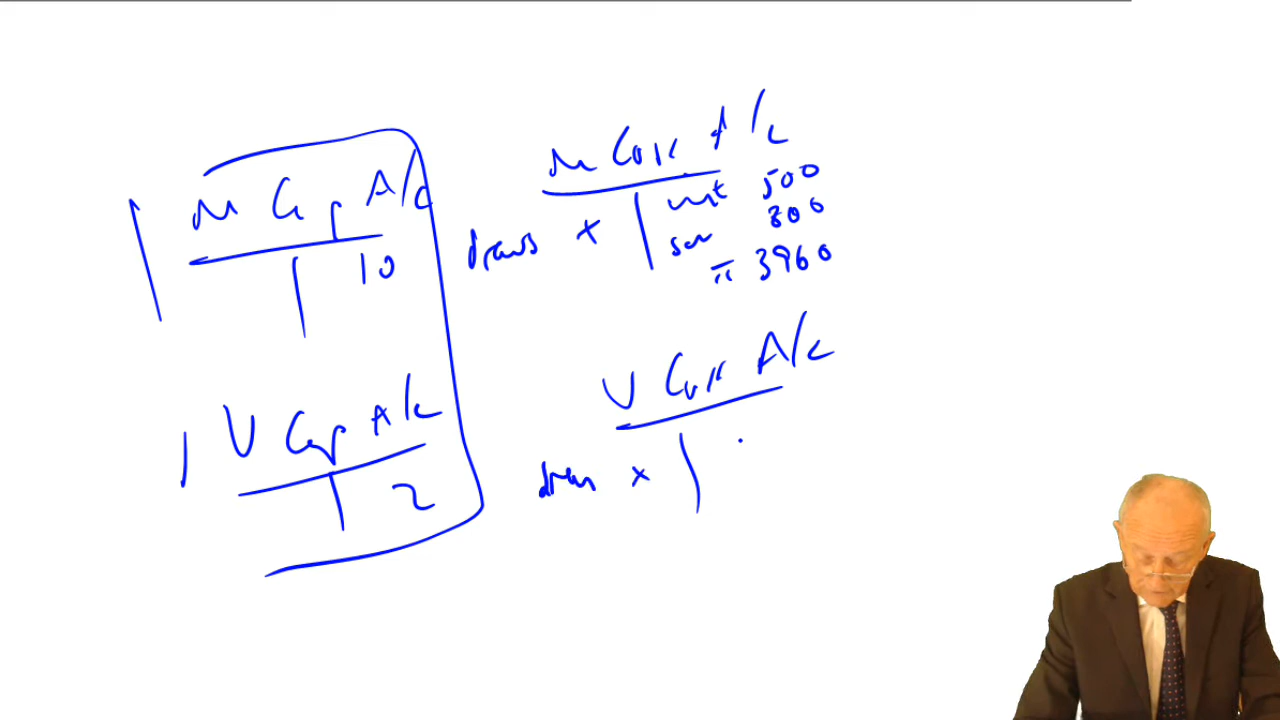 M Cap A/c
10
M Curr A/c
draws x
int 500
sal 800
π 3960
V Cap A/c
2
V Curr A/c
draws x